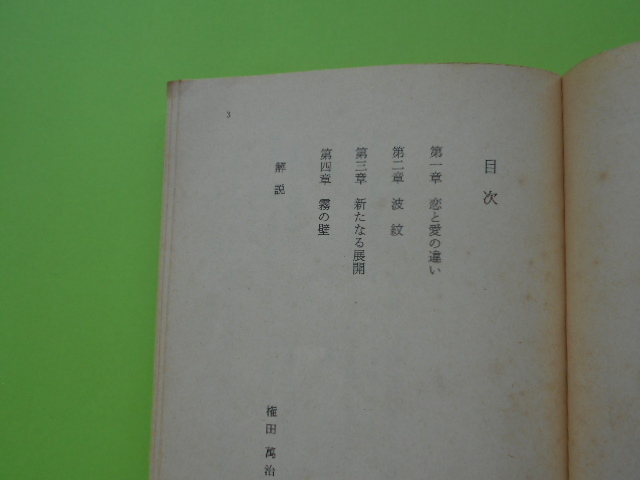 目次
第一章 恋と愛の違い
第二章 波紋
第三章 新たなる展開
第四章 霧の壁
解説
権田萬治
3